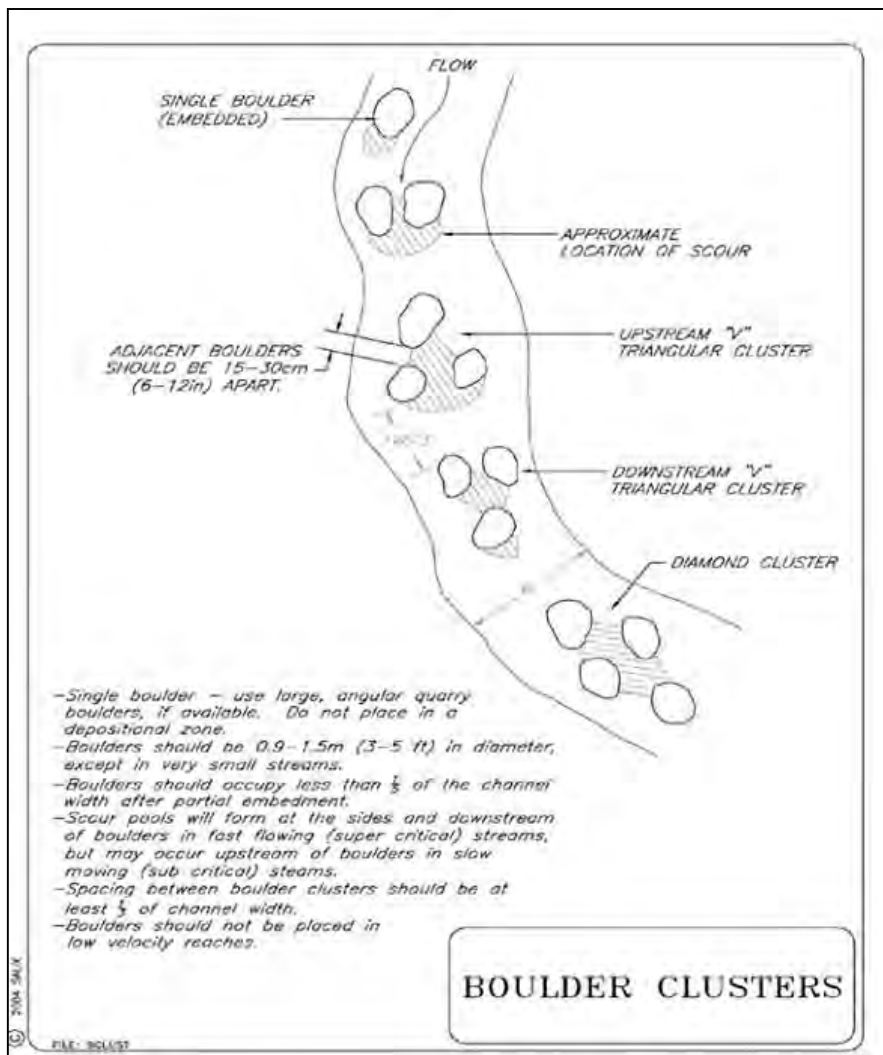 FLOW
SINGLE BOULDER
(EMBEDDED)
APPROXIMATE
LOCATION OF SCOUR
UPSTREAM "V"
TRIANGULAR CLUSTER
ADJACENT BOULDERS
SHOULD BE 15-30cm
(6-12in) APART.
DOWNSTREAM "V"
TRIANGULAR CLUSTER
DIAMOND CLUSTER
-Single boulder - use large, angular quarry
boulders, if available. Do not place in a
depositional zone.
-Boulders should be 0.9-1.5m (3-5 ft) in diameter,
except in very small streams.
-Boulders should occupy less than of the channel
width after partial embedment.
-Scour pools will form at the sides and downstream
of boulders in fast flowing (super critical) streams,
but may occur upstream of boulders in slow
moving (sub critical) steams.
-Spacing between boulder clusters should be at
least of channel width.
-Boulders should not be placed in
low velocity reaches.
BOULDER CLUSTERS
© 2004 SALIX
FILE: BCLUST